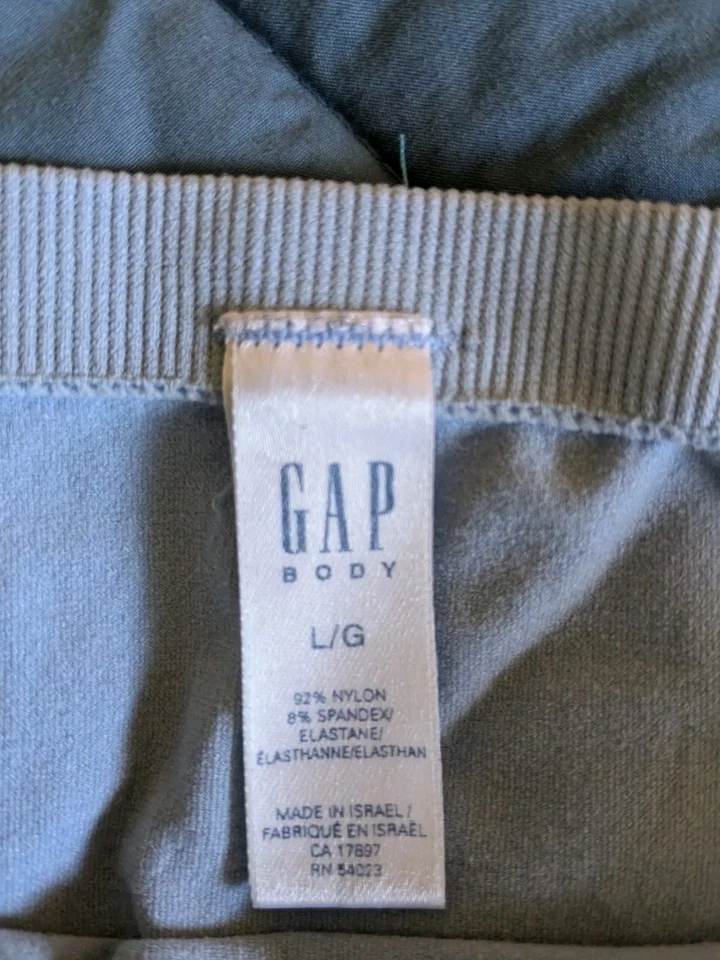 GAP
BODY
L/G
92% NYLON
8% SPANDEX/
ELASTANE/
ÉLASTHANNE/ELASTHAN
MADE IN ISRAEL /
FABRIQUÉ EN ISRAËL
CA 17897
RN 54023